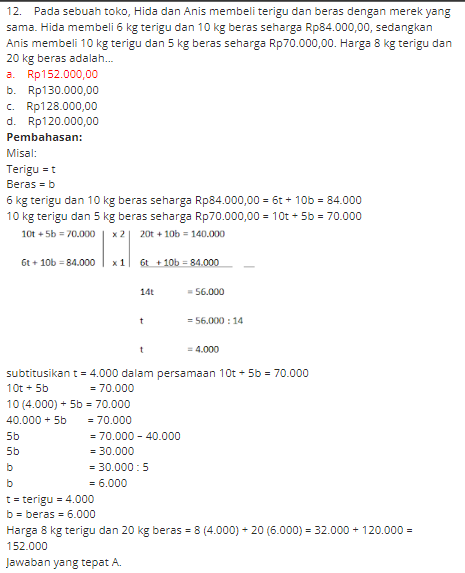 12. Pada sebuah toko, Hida dan Anis membeli terigu dan beras dengan merek yang
sama. Hida membeli 6 kg terigu dan 10 kg beras seharga Rp84.000,00, sedangkan
Anis membeli 10 kg terigu dan 5 kg beras seharga Rp70.000,00. Harga 8 kg terigu dan
20 kg beras adalah...
a. Rp152.000,00
b. Rp130.000,00
c. Rp128.000,00
d. Rp120.000,00
Pembahasan:
Misal:
Terigu = t
Beras = b
6 kg terigu dan 10 kg beras seharga Rp84.000,00 = 6t + 10b = 84.000
10 kg terigu dan 5 kg beras seharga Rp70.000,00 = 10t + 5b = 70.000
10t + 5b = 70.000 | x 2 | 20t + 10b = 140.000
6t + 10b = 84.000 | x 1 | 6t + 10b = 84.000 _
14t = 56.000
t = 56.000 : 14
t = 4.000
subtitusikan t = 4.000 dalam persamaan 10t + 5b = 70.000
10t + 5b = 70.000
10 (4.000) + 5b = 70.000
40.000 + 5b = 70.000
5b = 70.000 – 40.000
5b = 30.000
b = 30.000 : 5
b = 6.000
t = terigu = 4.000
b = beras = 6.000
Harga 8 kg terigu dan 20 kg beras = 8 (4.000) + 20 (6.000) = 32.000 + 120.000 =
152.000
Jawaban yang tepat A.